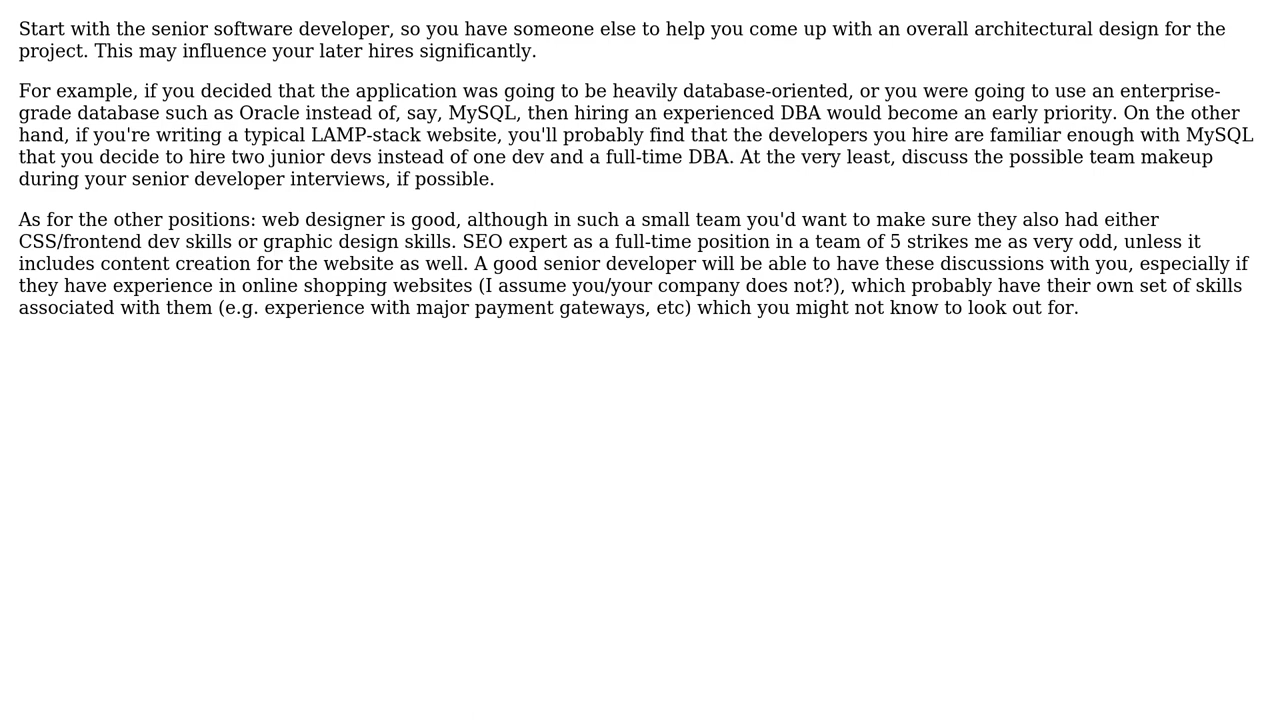 Start with the senior software developer, so you have someone else to help you come up with an overall architectural design for the
project. This may influence your later hires significantly.
For example, if you decided that the application was going to be heavily database-oriented, or you were going to use an enterprise-
grade database such as Oracle instead of, say, MySQL, then hiring an experienced DBA would become an early priority. On the other
hand, if you're writing a typical LAMP-stack website, you'll probably find that the developers you hire are familiar enough with MySQL
that you decide to hire two junior devs instead of one dev and a full-time DBA. At the very least, discuss the possible team makeup
during your senior developer interviews, if possible.
As for the other positions: web designer is good, although in such a small team you'd want to make sure they also had either
CSS/frontend dev skills or graphic design skills. SEO expert as a full-time position in a team of 5 strikes me as very odd, unless it
includes content creation for the website as well. A good senior developer will be able to have these discussions with you, especially if
they have experience in online shopping websites (I assume you/your company does not?), which probably have their own set of skills
associated with them (e.g. experience with major payment gateways, etc) which you might not know to look out for.